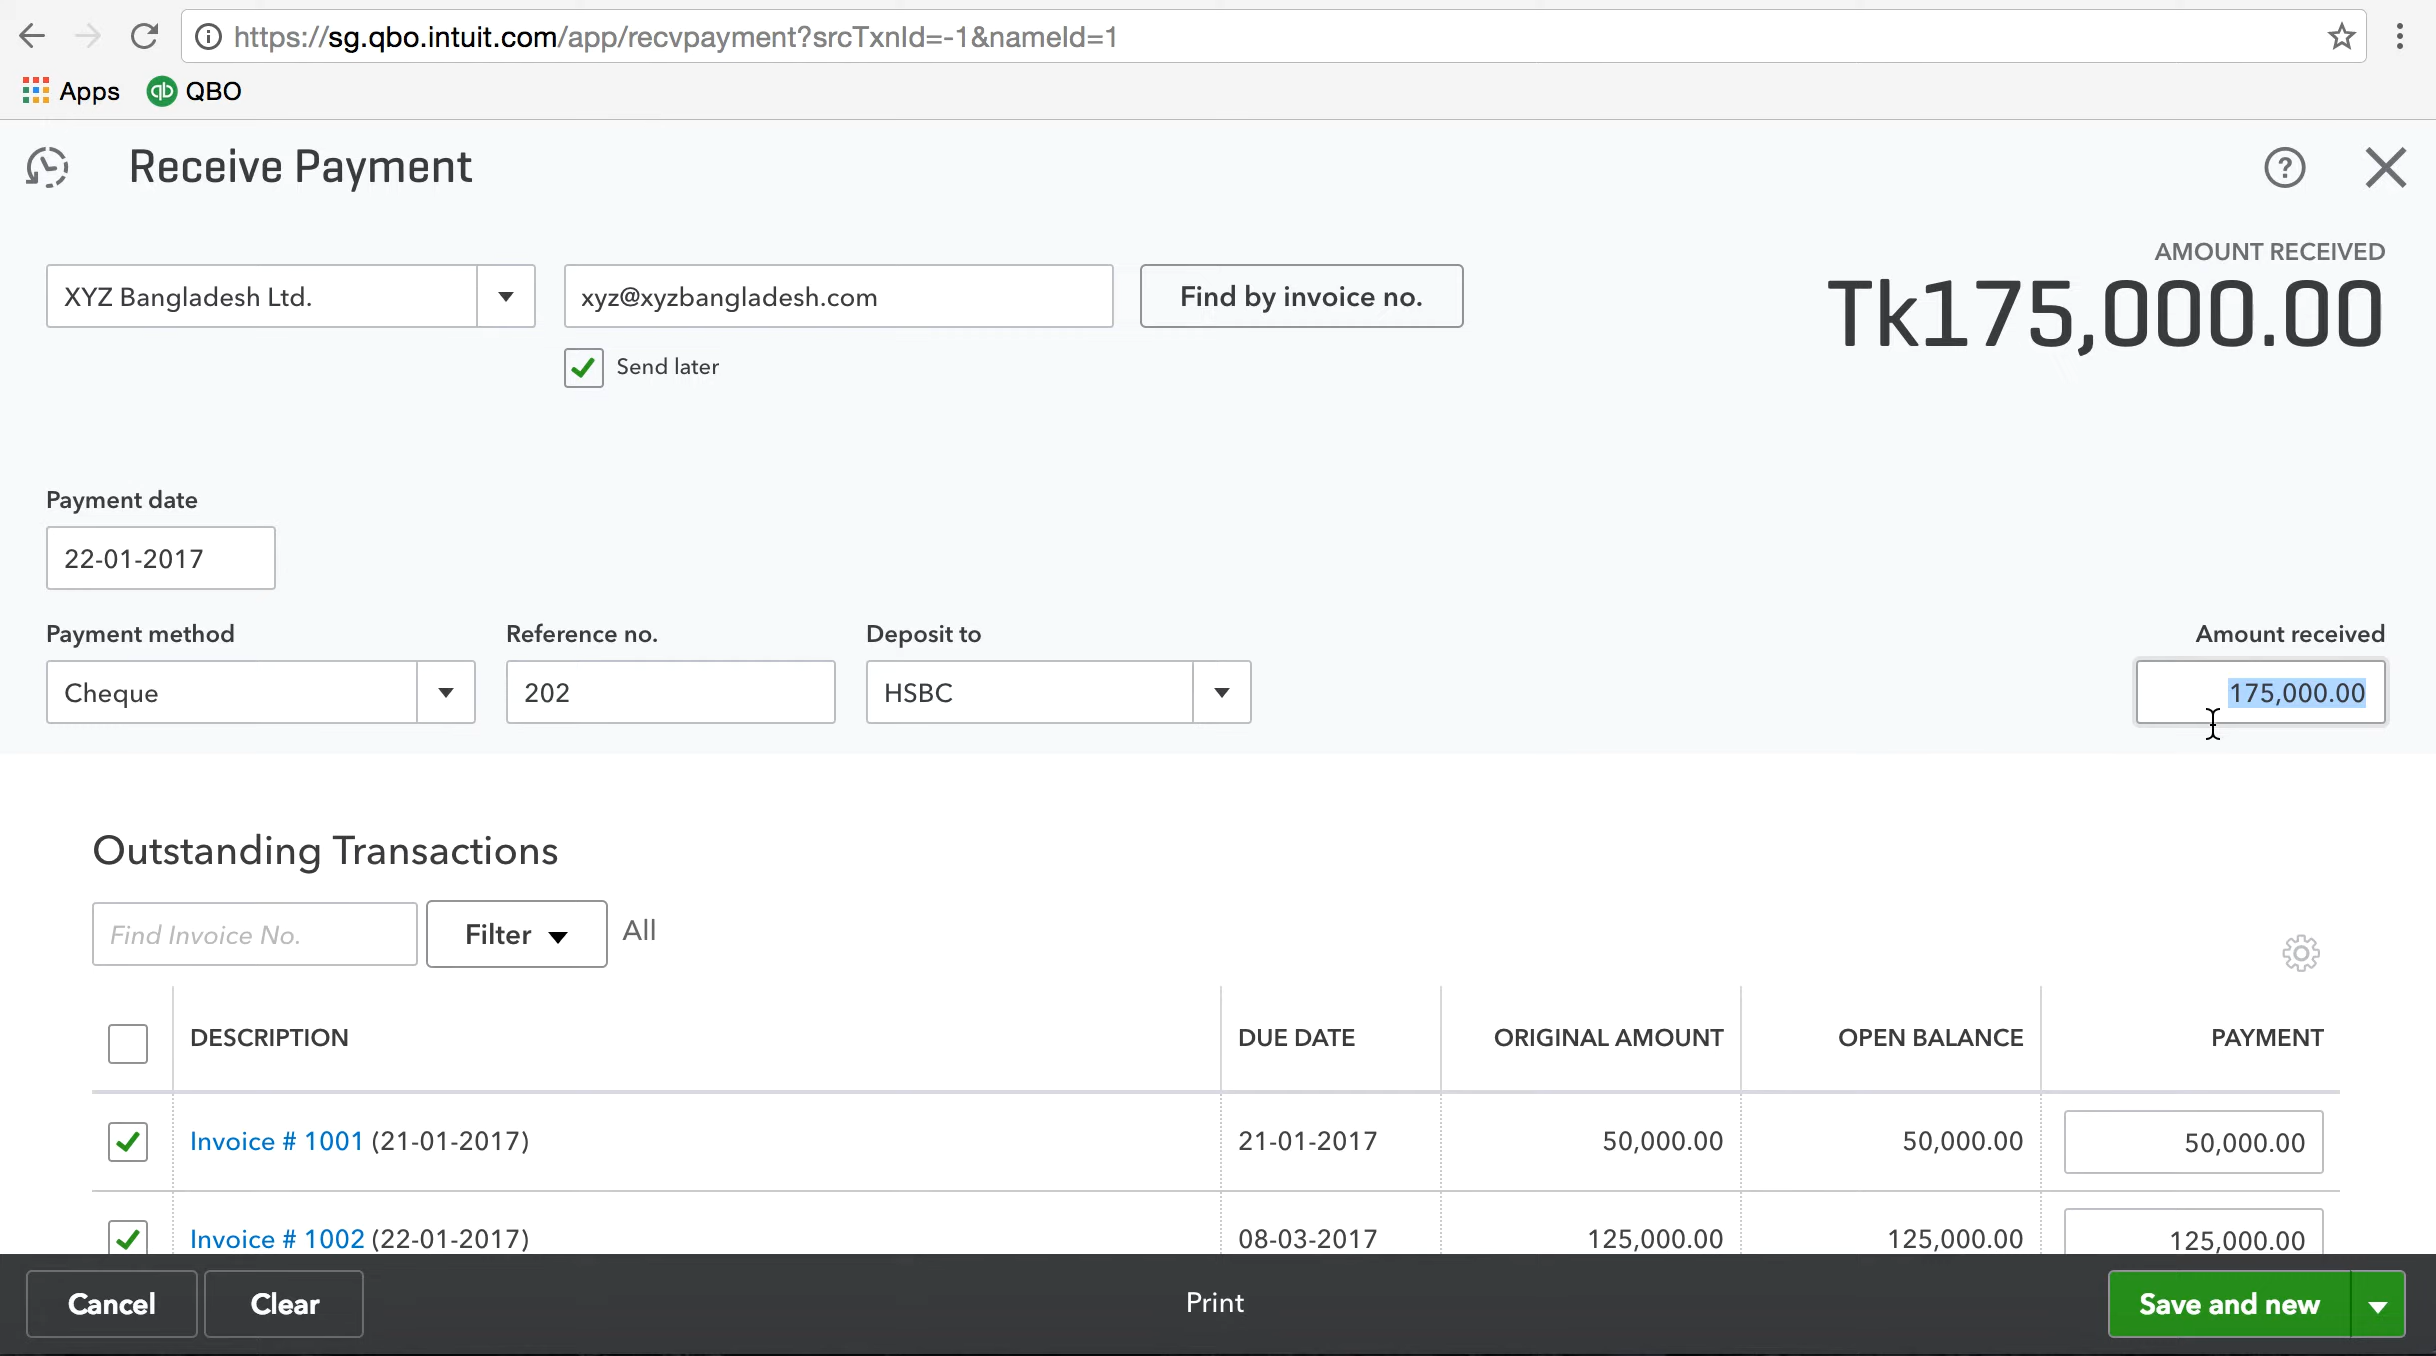 https://sg.qbo.intuit.com/app/recvpayment?srcTxnId=-1&nameId=1
Apps qb QBO
Receive Payment ?
AMOUNT RECEIVED
XYZ Bangladesh Ltd. xyz@xyzbangladesh.com Find by invoice no. Tk175,000.00
Send later
Payment date
22-01-2017
Payment method Reference no. Deposit to Amount received
Cheque 202 HSBC 175,000.00
Outstanding Transactions
Find Invoice No. Filter All
DESCRIPTION DUE DATE ORIGINAL AMOUNT OPEN BALANCE PAYMENT
Invoice # 1001 (21-01-2017) 21-01-2017 50,000.00 50,000.00 50,000.00
Invoice # 1002 (22-01-2017) 08-03-2017 125,000.00 125,000.00 125,000.00
Cancel Clear Print Save and new